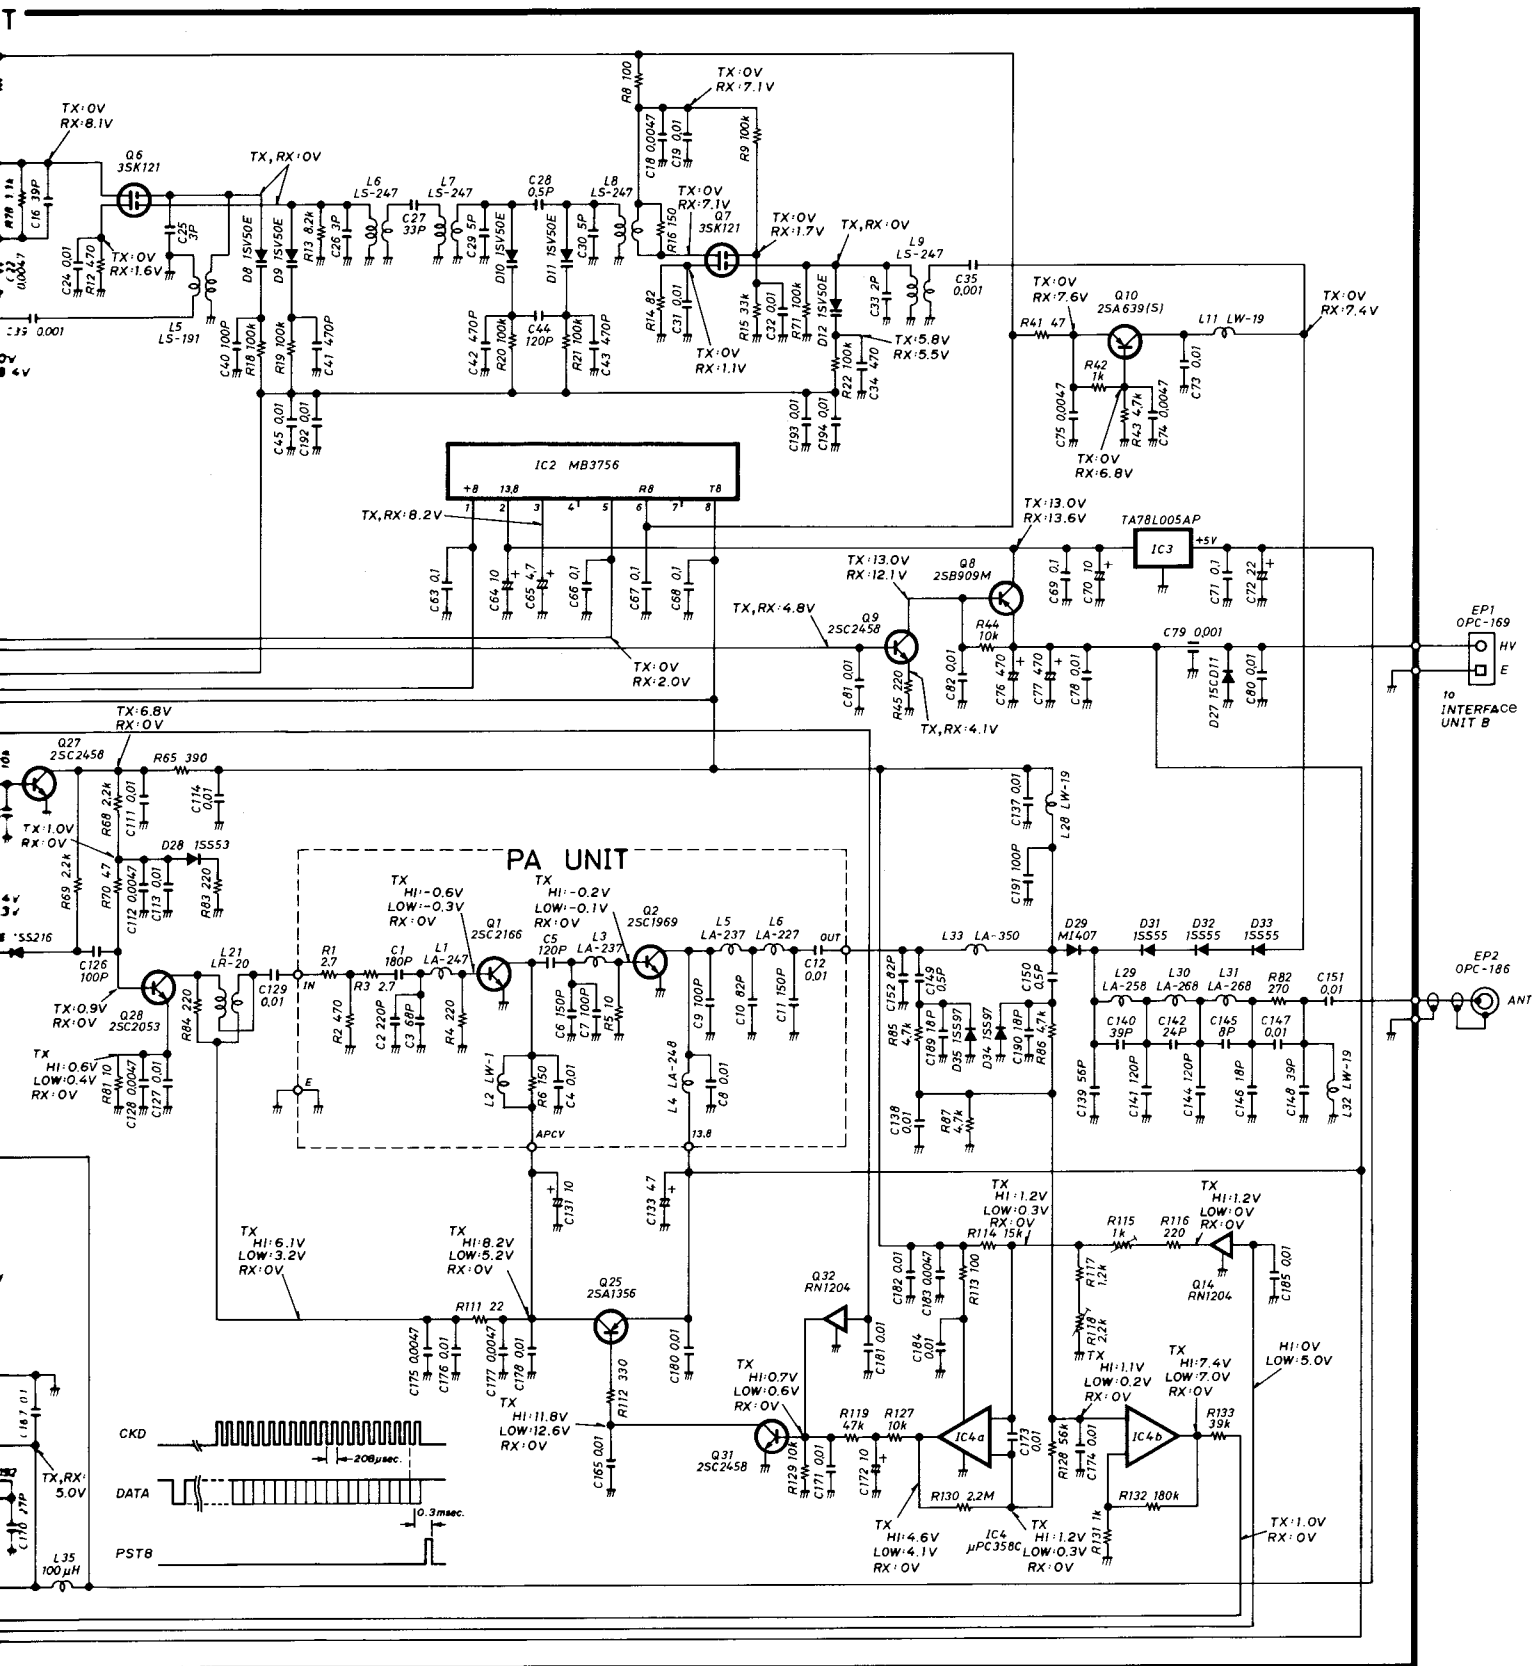 T
TX:0V
RX:8.1V
Q6
3SK121
TX,RX:0V
R8 100
TX:0V
RX:7.1V
C18 0.0047
C19 0.01
R9 100k
C16 39P
C25
3P
C24 0.01
R12 470
TX:0V
RX:1.6V
L5
LS-191
C39 0.001
D8 1SV50E
D9 1SV50E
R13 8.2k
C26 3P
L6
LS-247
C27
33P
L7
LS-247
C29 5P
D10 1SV50E
C28
0.5P
D11 1SV50E
C30 5P
L8
LS-247
R16 150
TX:0V
RX:7.1V
Q7
3SK121
TX:0V
RX:1.7V
TX,RX:0V
L9
LS-247
C35
0.001
R14 82
C31 0.01
R15 33k
C32 0.01
R71 100k
D12 1SV50E
C33 2P
TX:0V
RX:1.1V
TX:5.8V
RX:5.5V
R22 100k
C34 470
C40 100P
R18 100k
R19 100k
C41 470P
C42 470P
R20 100k
C44
120P
R21 100k
C43 470P
C45 0.01
C192 0.01
C193 0.01
C194 0.01
TX:0V
RX:7.6V
Q10
2SA639(S)
R41 47
L11 LW-19
TX:0V
RX:7.4V
R42
1k
C73 0.01
C75 0.0047
R43 4.7k
C74 0.0047
TX:0V
RX:6.8V
IC2 MB3756
+8 13.8 R8 T8
1 2 3 4 5 6 7 8
TX,RX:8.2V
C63 0.1
C64 10
C65 4.7
C66 0.1
C67 0.1
C68 0.1
TX:0V
RX:2.0V
TX:13.0V
RX:13.6V
TA78L005AP
IC3
+5V
TX:13.0V
RX:12.1V
Q8
2SB909M
C69 0.1
C70 10
C71 0.1
C72 22
TX,RX:4.8V
Q9
2SC2458
R44
10k
C81 0.01
R45 220
C82 0.01
C76 470
C77 470
C78 0.01
C79 0.001
D27 15CD11
C80 0.01
TX,RX:4.1V
EP1
OPC-169
HV
E
to
INTERFACE
UNIT B
TX:6.8V
RX:0V
Q27
2SC2458
R65 390
R68 2.2k
C111 0.01
C114
0.01
TX:1.0V
RX:0V
R69 2.2k
R70 47
C112 0.0047
C113 0.01
D28 1SS53
R83 220
C126
100P
TX:0.9V
RX:0V
Q28
2SC2053
R84 220
L21
LR-20
C129
0.01
TX
HI:0.6V
LOW:0.4V
RX:0V
R81 10
C128 0.0047
C127 0.01
PA UNIT
TX
HI:-0.6V
LOW:-0.3V
RX:0V
TX
HI:-0.2V
LOW:-0.1V
RX:0V
IN
R1
2.7
R2 470
R3 2.7
C1
180P
C2 220P
C3 68P
L1
LA-247
R4 220
Q1
2SC2166
C5
120P
C6 150P
C7 100P
L3
LA-237
R5 10
Q2
2SC1969
L5
LA-237
L6
LA-227
C9 100P
C10 82P
C11 150P
OUT
C12
0.01
L2 LW-1
R6 150
C4 0.01
L4 LA-248
C8 0.01
E
APCV
13.8
C137 0.01
L28 LW-19
C191 100P
L33 LA-350
D29
MI407
D31
1SS55
D32
1SS55
D33
1SS55
C152 82P
C149
0.5P
C150
0.5P
R85
4.7k
C189 18P
D35 1SS97
D34 1SS97
C190 18P
R86
4.7k
C138
0.01
R87
4.7k
L29
LA-258
L30
LA-268
L31
LA-268
R82
270
C151
0.01
C140
39P
C142
24P
C145
8P
C147
0.01
C139 56P
C141 120P
C144 120P
C146 18P
C148 39P
L32 LW-19
EP2
OPC-186
ANT
C131 10
C133 47
TX
HI:6.1V
LOW:3.2V
RX:0V
TX
HI:8.2V
LOW:5.2V
RX:0V
Q25
2SA1356
R111 22
C175 0.0047
C176 0.01
C177 0.0047
C178 0.01
C180 0.01
R112 330
TX
HI:11.8V
LOW:12.6V
RX:0V
C165 0.01
Q32
RN1204
C181 0.01
TX
HI:0.7V
LOW:0.6V
RX:0V
Q31
2SC2458
R129 10k
C171 0.01
R119
47k
C172 10
R127
10k
TX
HI:1.2V
LOW:0.3V
RX:0V
R114 15k
C182 0.01
C183 0.0047
R113 100
C184
0.01
R115
1k
R116
220
TX
HI:1.2V
LOW:0V
RX:0V
Q14
RN1204
C185 0.01
R117
1.2k
R118
2.2k
TX
HI:1.1V
LOW:0.2V
RX:0V
TX
HI:7.4V
LOW:7.0V
RX:0V
HI:0V
LOW:5.0V
IC4a
C173
0.01
R128 56k
C174 0.01
IC4b
R133
39k
R130 2.2M
R132 180k
R131 1k
TX
HI:4.6V
LOW:4.1V
RX:0V
IC4
μPC358C
TX
HI:1.2V
LOW:0.3V
RX:0V
TX:1.0V
RX:0V
CKD
208μsec.
DATA
0.3msec.
PSTB
TX,RX:
5.0V
C170 27P
L35
100μH